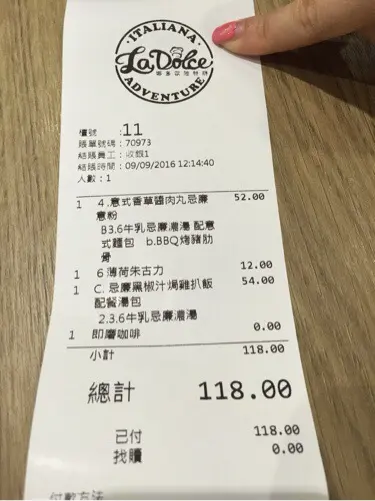 ITALIANA
La Dolce
ADVENTURE
檯號 :11
賬單號碼 : 70973
結賬員工 : 收銀1
結賬時間 : 09/09/2016 12:14:40
人數 : 1
1 4.意式香草醬肉丸忌廉意粉 52.00
B3.6牛乳忌廉濃湯 配意式麵包 b.BBQ烤豬肋骨
1 6薄荷朱古力 12.00
1 C. 忌廉黑椒汁焗雞扒飯配餐湯包 54.00
2.3.6牛乳忌廉濃湯
1 即磨咖啡 0.00
小計 118.00
總計 118.00
已付 118.00
找贖 0.00
付款方法